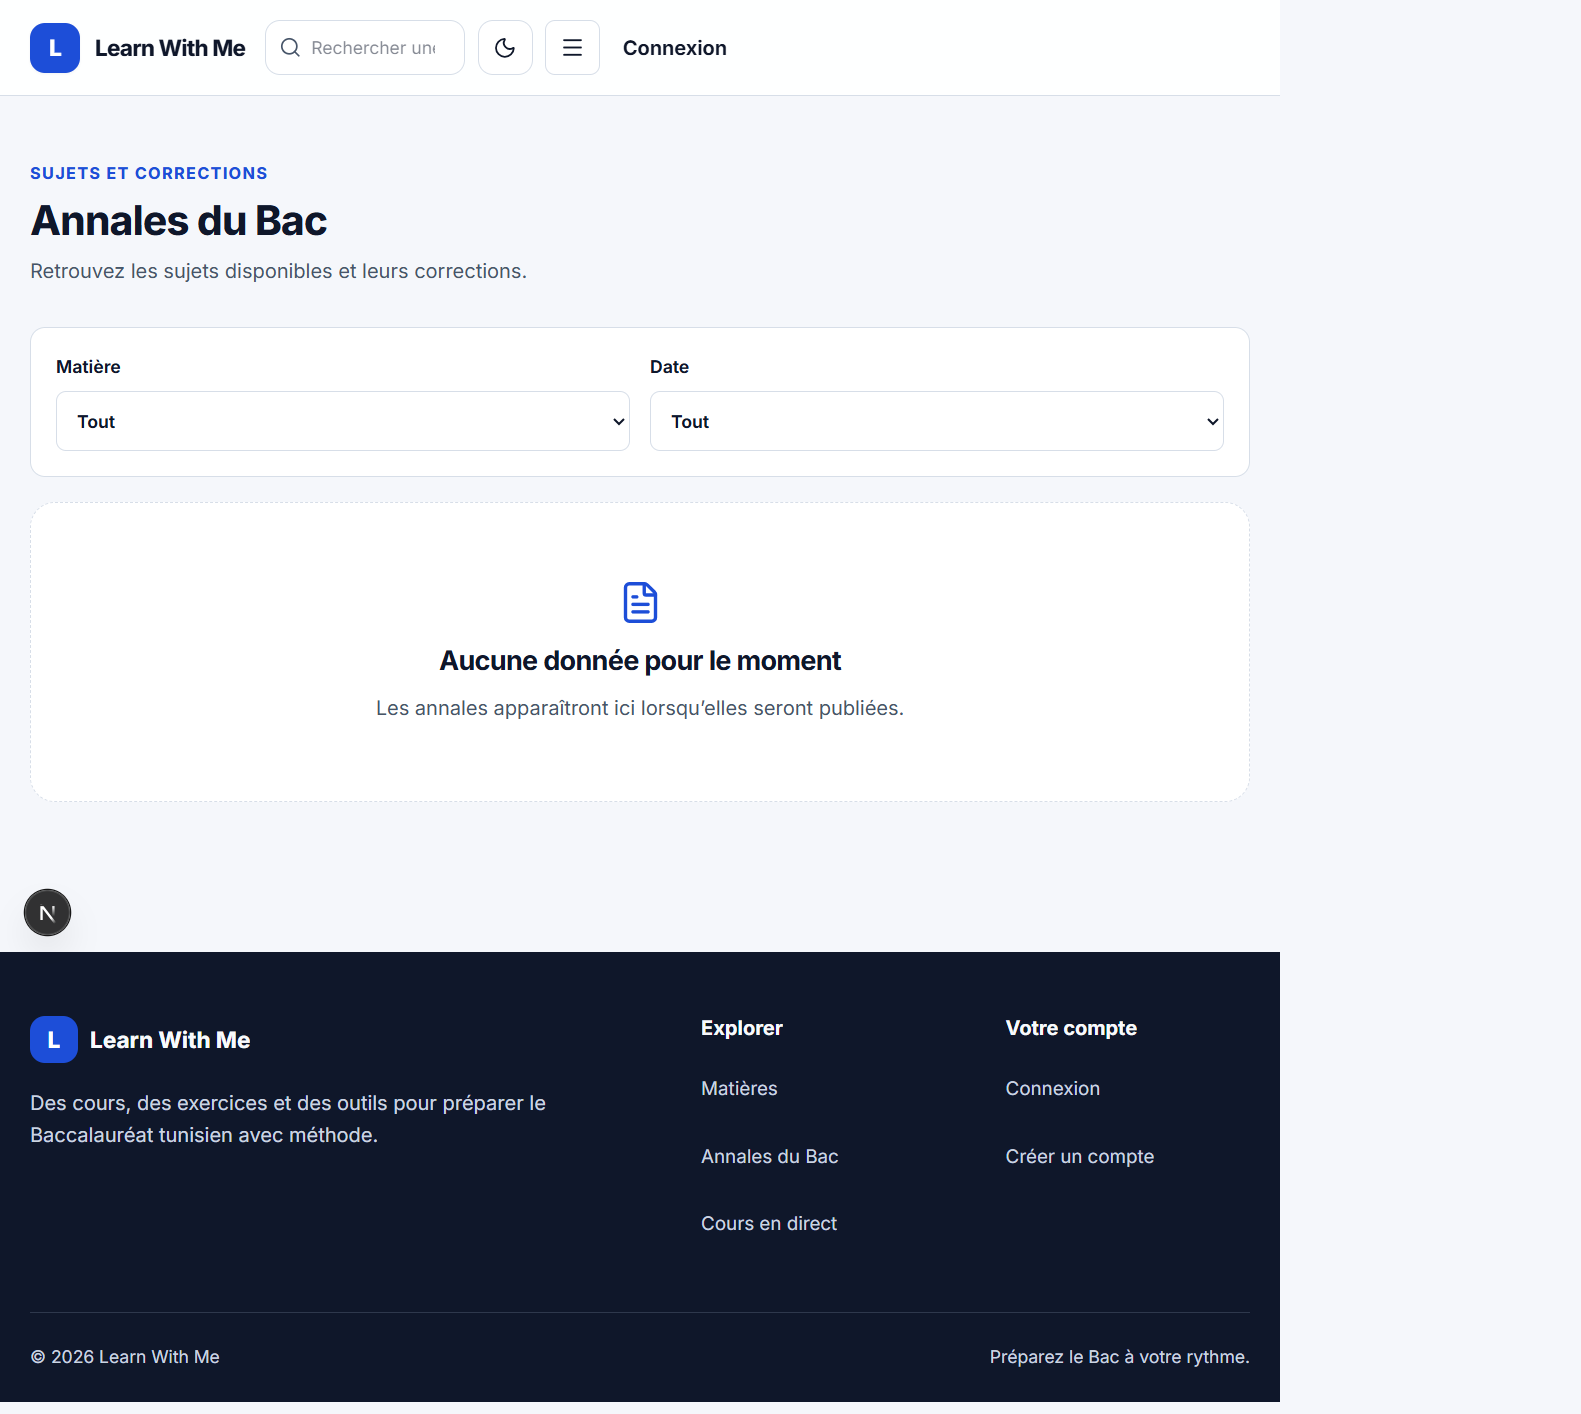 L Learn With Me Rechercher une Connexion
SUJETS ET CORRECTIONS
Annales du Bac
Retrouvez les sujets disponibles et leurs corrections.
Matière Date
Tout Tout
Aucune donnée pour le moment
Les annales apparaîtront ici lorsqu’elles seront publiées.
N
L Learn With Me
Des cours, des exercices et des outils pour préparer le
Baccalauréat tunisien avec méthode.
Explorer
Matières
Annales du Bac
Cours en direct
Votre compte
Connexion
Créer un compte
© 2026 Learn With Me
Préparez le Bac à votre rythme.